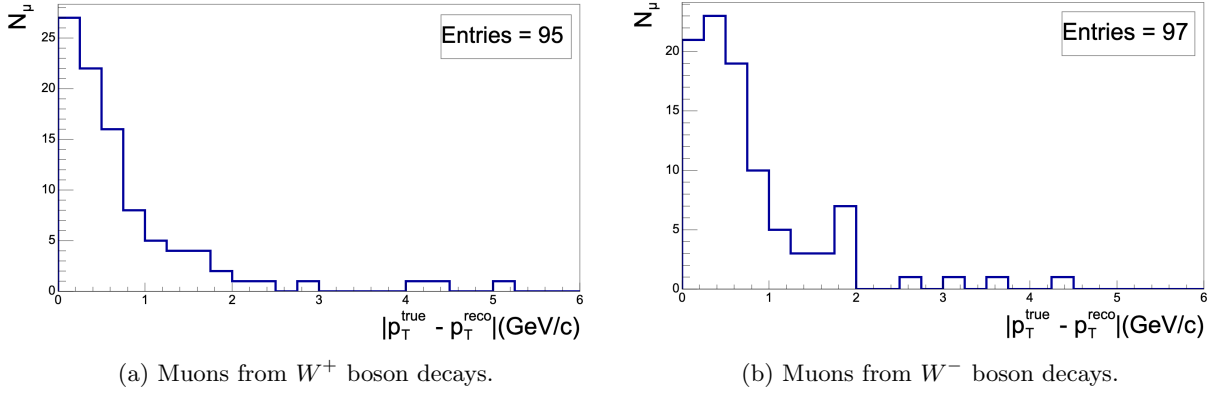 N_μ
Entries = 95
25
20
15
10
5
0
0 1 2 3 4 5 6
|p_T^true - p_T^reco|(GeV/c)
(a) Muons from W^+ boson decays.
N_μ
Entries = 97
20
15
10
5
0
0 1 2 3 4 5 6
|p_T^true - p_T^reco|(GeV/c)
(b) Muons from W^− boson decays.